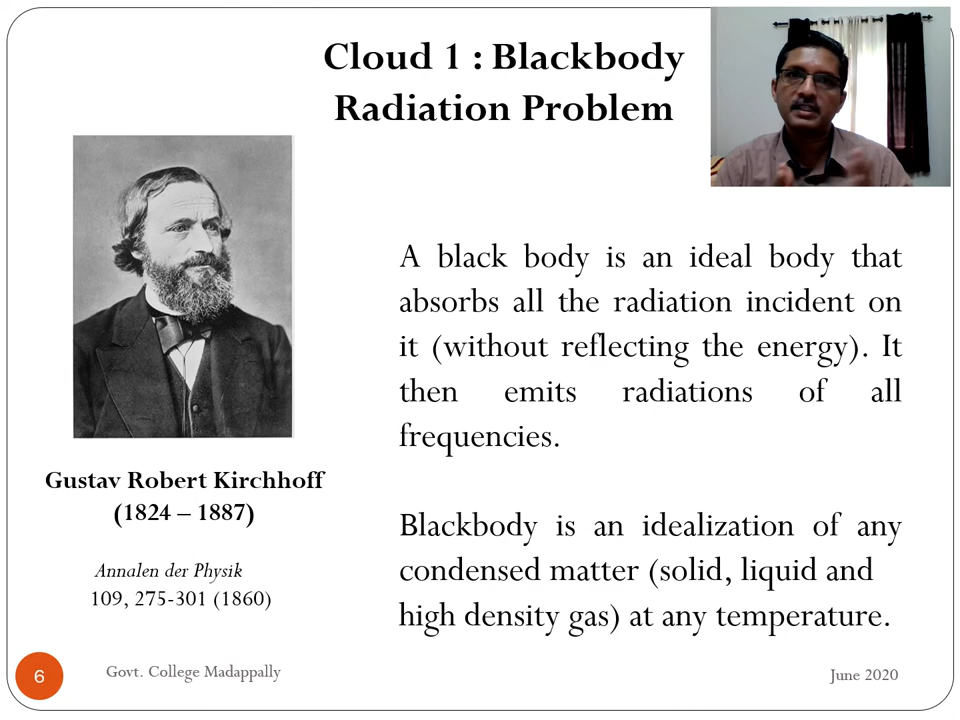 Cloud 1 : Blackbody
Radiation Problem
A black body is an ideal body that
absorbs all the radiation incident on
it (without reflecting the energy). It
then emits radiations of all
frequencies.
Blackbody is an idealization of any
condensed matter (solid, liquid and
high density gas) at any temperature.
Gustav Robert Kirchhoff
(1824 – 1887)
Annalen der Physik
109, 275-301 (1860)
6
Govt. College Madappally
June 2020